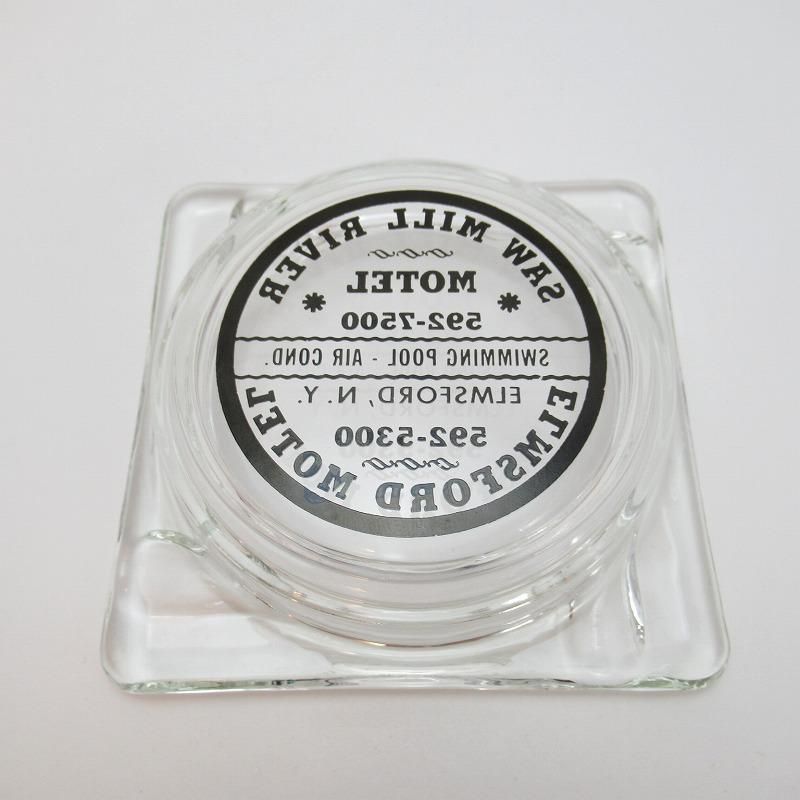 SAW MILL RIVER
MOTEL
592-7500
SWIMMING POOL - AIR COND.
ELMSFORD, N.Y.
592-5300
ELMSFORD MOTEL